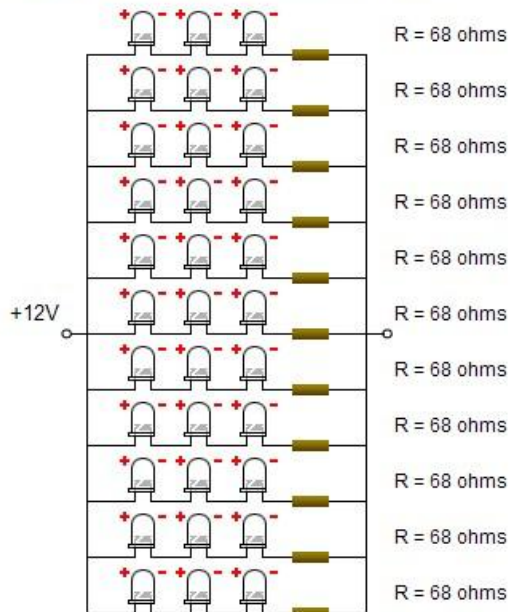 R = 68 ohms
R = 68 ohms
R = 68 ohms
R = 68 ohms
R = 68 ohms
+12V
R = 68 ohms
R = 68 ohms
R = 68 ohms
R = 68 ohms
R = 68 ohms
R = 68 ohms